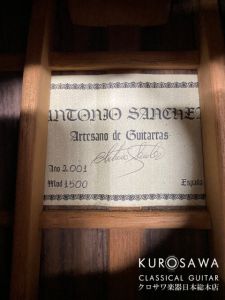 ANTONIO SANCHEZ
Artesano de Guitarras
Año 2.001
Mod 1500 España
KUROSAWA
CLASSICAL GUITAR
クロサワ楽器日本総本店